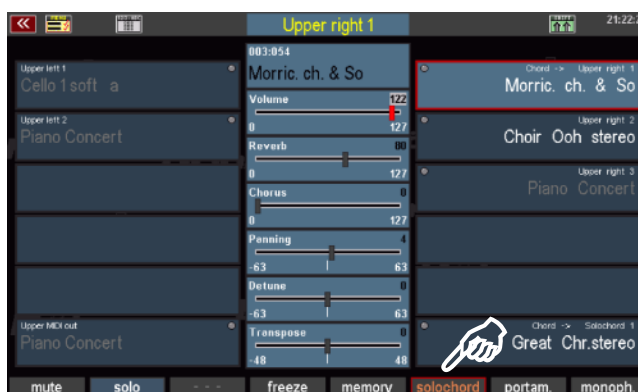 Upper right 1
21:22:2
Upper left 1
Cello 1 soft a
Upper left 2
Piano Concert
Upper MIDI out
Piano Concert
003:054
Morric. ch. & So
Volume 122
0 127
Reverb 80
0 127
Chorus 0
0 127
Panning 4
-63 63
Detune 0
-63 63
Transpose 0
-48 48
Chord -> Upper right 1
Morric. ch. & So
Upper right 2
Choir Ooh stereo
Upper right 3
Piano Concert
Chord -> Solochord 1
Great Chr.stereo
mute solo - - - freeze memory solochord portam. monoph.